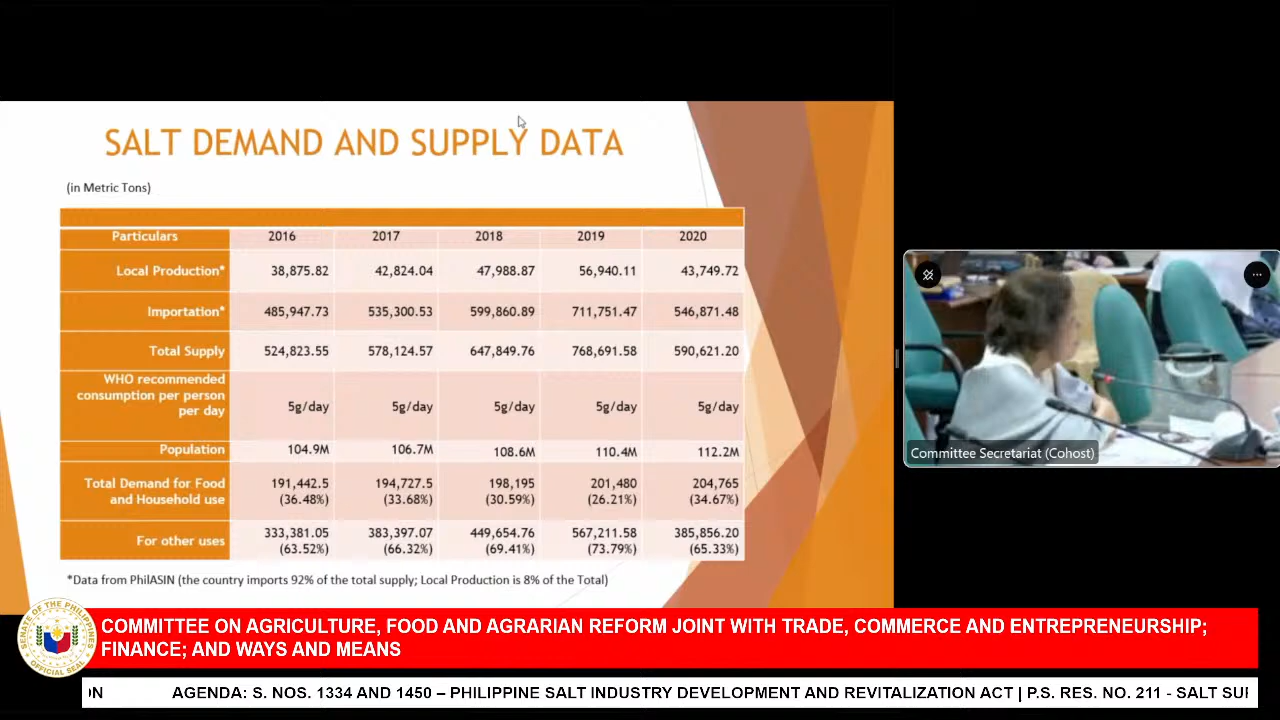 SALT DEMAND AND SUPPLY DATA
(in Metric Tons)
Particulars 2016 2017 2018 2019 2020
Local Production* 38,875.82 42,824.04 47,988.87 56,940.11 43,749.72
Importation* 485,947.73 535,300.53 599,860.89 711,751.47 546,871.48
Total Supply 524,823.55 578,124.57 647,849.76 768,691.58 590,621.20
WHO recommended
consumption per person
per day 5g/day 5g/day 5g/day 5g/day 5g/day
Population 104.9M 106.7M 108.6M 110.4M 112.2M
Total Demand for Food 191,442.5 194,727.5 198,195 201,480 204,765
and Household use (36.48%) (33.68%) (30.59%) (26.21%) (34.67%)
For other uses 333,381.05 383,397.07 449,654.76 567,211.58 385,856.20
(63.52%) (66.32%) (69.41%) (73.79%) (65.33%)
*Data from PhilASIN (the country imports 92% of the total supply; Local Production is 8% of the Total)
Committee Secretariat (Cohost)
SENATE OF THE PHILIPPINES
OFFICIAL SEAL
COMMITTEE ON AGRICULTURE, FOOD AND AGRARIAN REFORM JOINT WITH TRADE, COMMERCE AND ENTREPRENEURSHIP;
FINANCE; AND WAYS AND MEANS
ON AGENDA: S. NOS. 1334 AND 1450 – PHILIPPINE SALT INDUSTRY DEVELOPMENT AND REVITALIZATION ACT | P.S. RES. NO. 211 - SALT